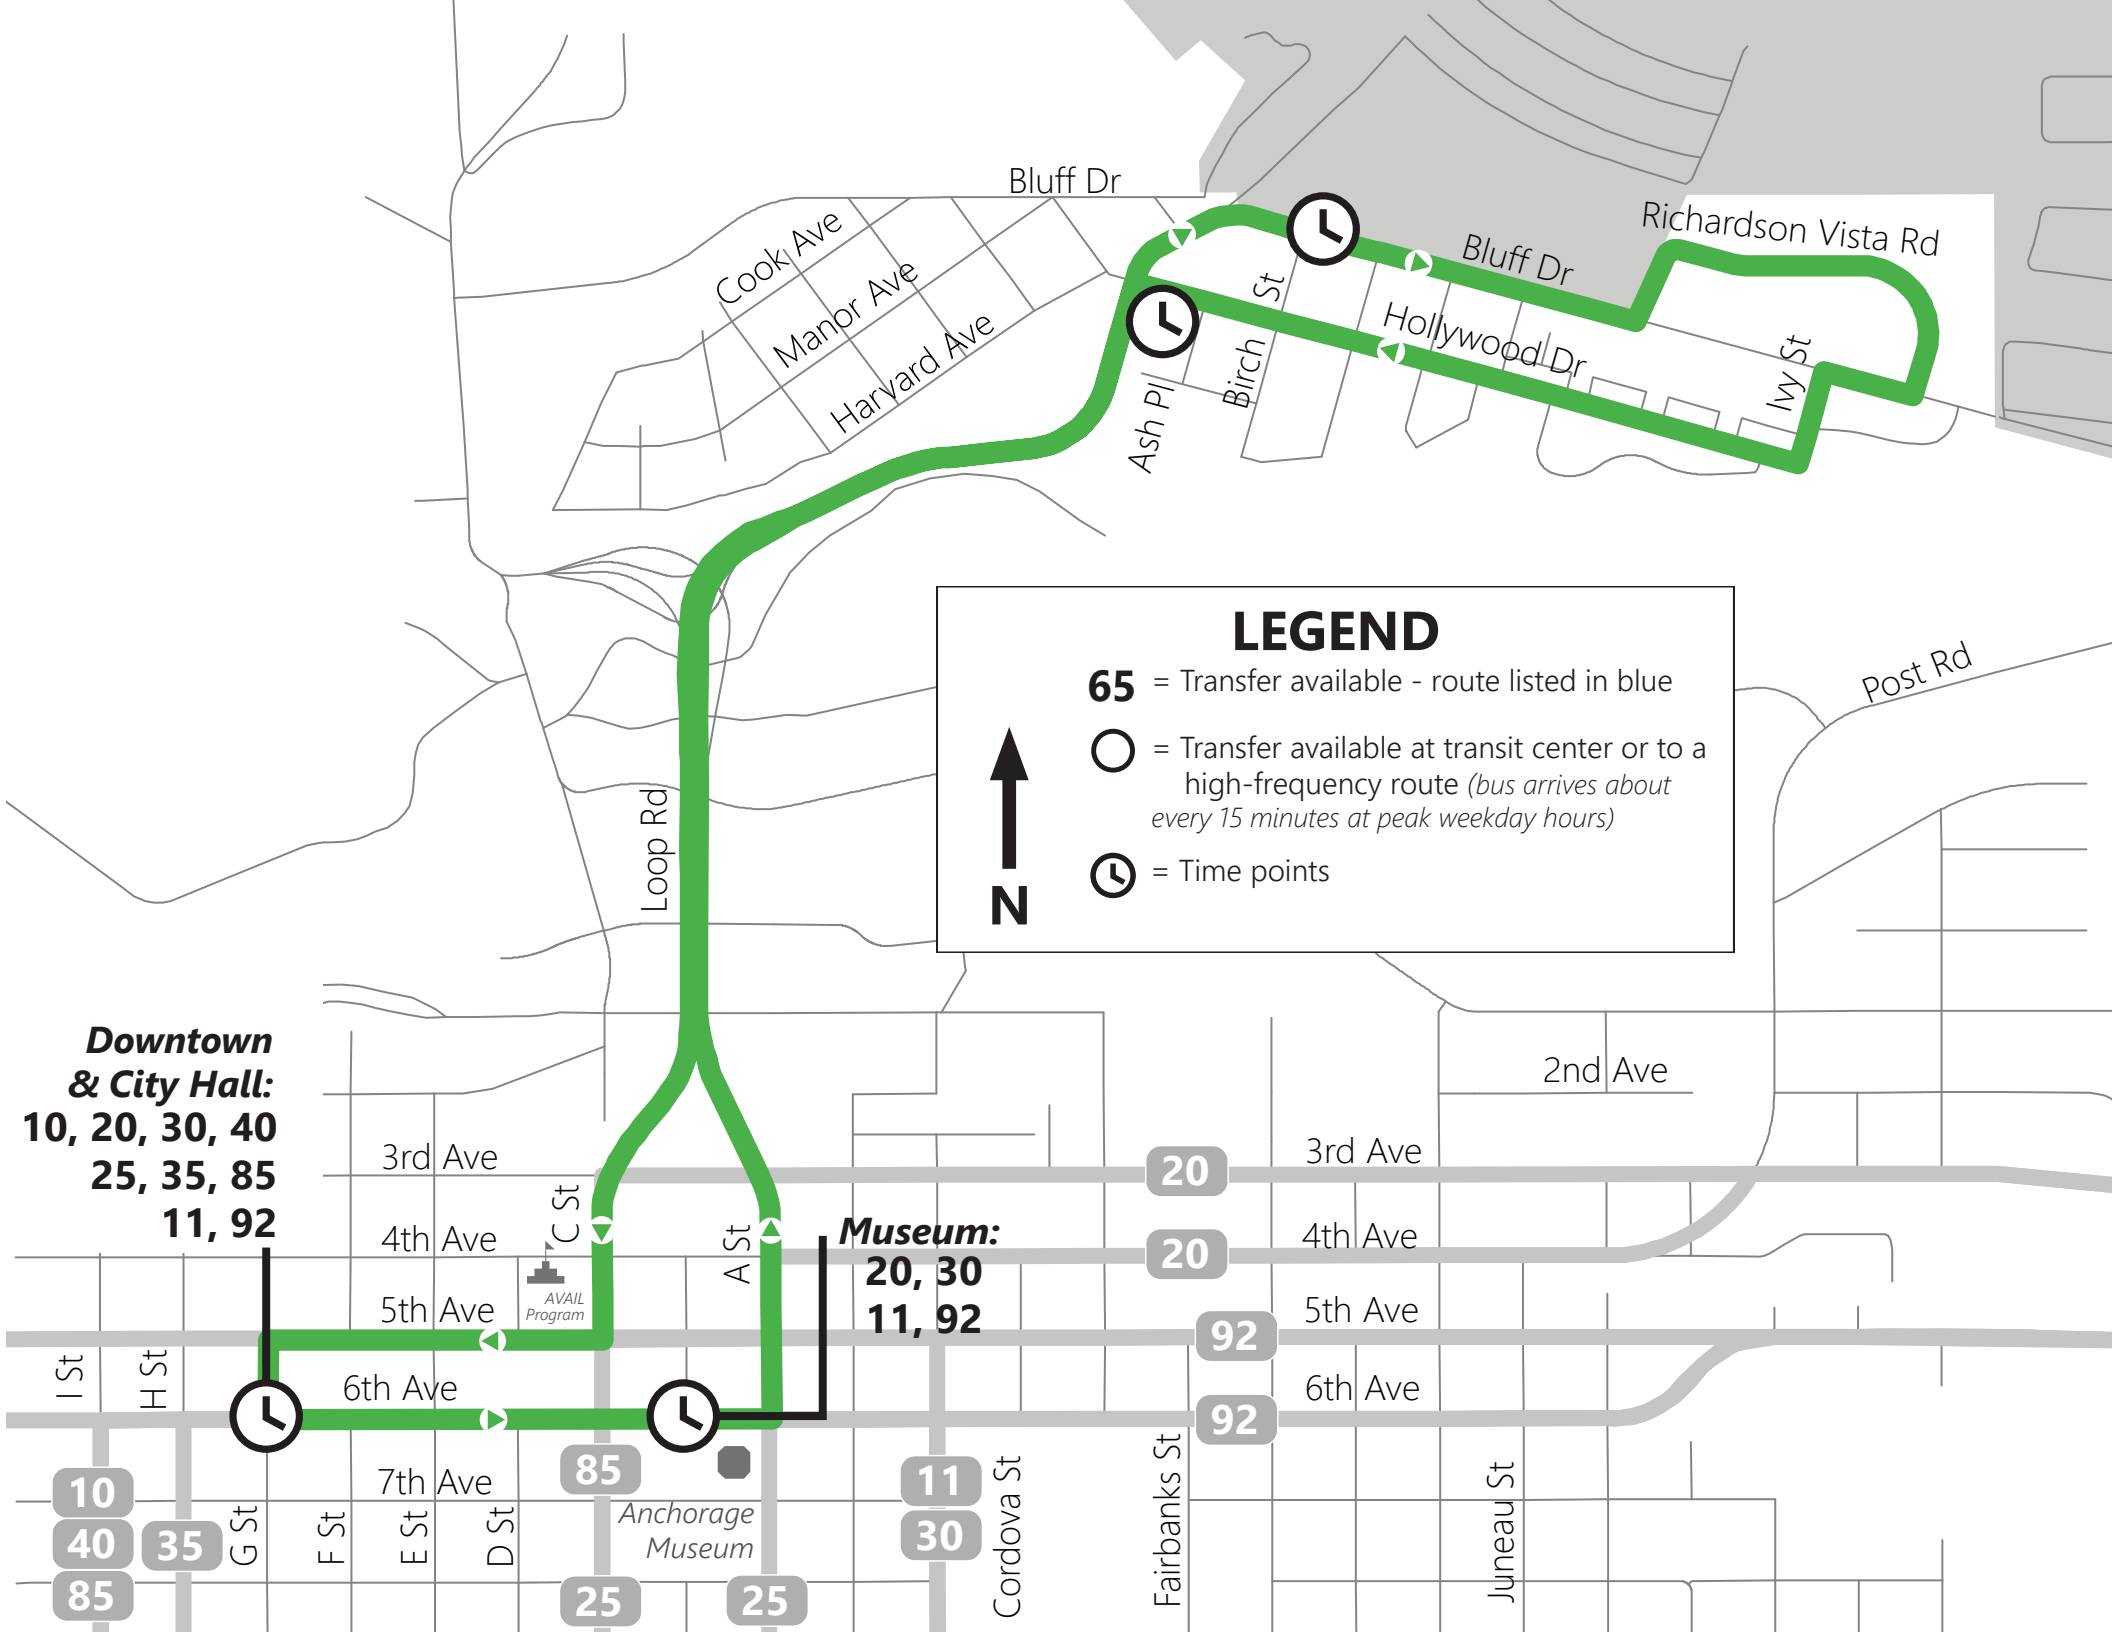 Bluff Dr
Richardson Vista Rd
Cook Ave
Bluff Dr
Manor Ave
St
Hollywood Dr
Harvard Ave
Birch
Ivy St
Ash Pl
LEGEND
65 = Transfer available - route listed in blue
= Transfer available at transit center or to a
high-frequency route (bus arrives about
every 15 minutes at peak weekday hours)
= Time points
N
Post Rd
Loop Rd
Downtown
& City Hall:
10, 20, 30, 40
25, 35, 85
11, 92
2nd Ave
3rd Ave
20
3rd Ave
C St
4th Ave
A St
Museum:
20, 30
11, 92
20
4th Ave
AVAIL
Program
5th Ave
92
5th Ave
I St
H St
6th Ave
92
6th Ave
10
40
85
35
G St
F St
E St
D St
7th Ave
85
25
Anchorage
Museum
25
11
30
Cordova St
Fairbanks St
Juneau St